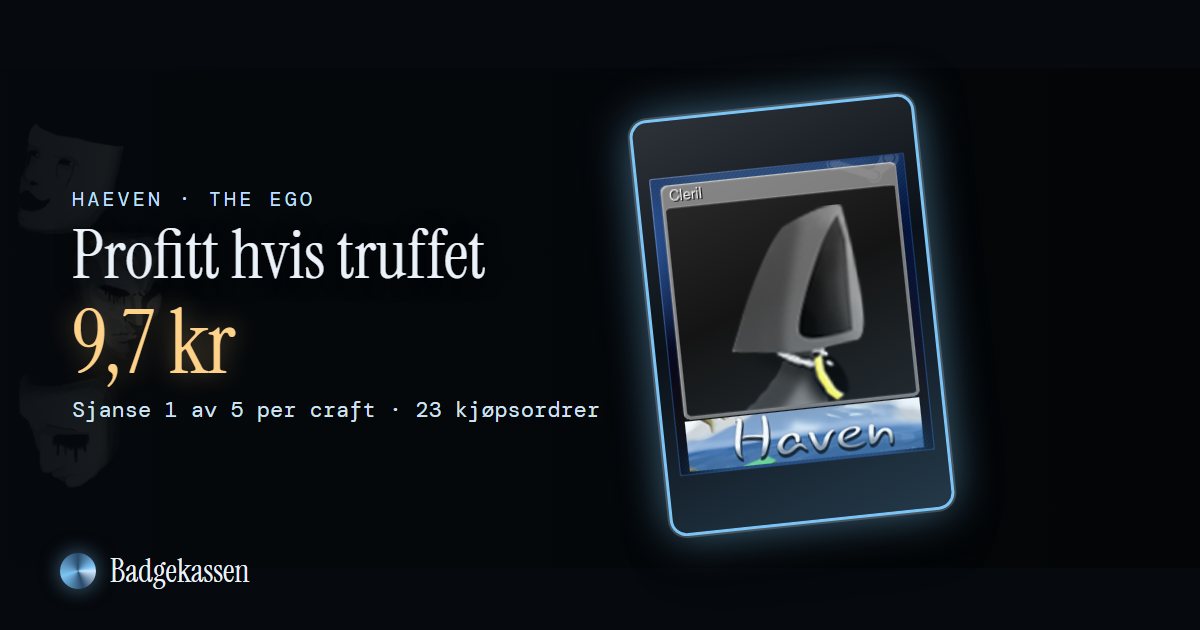 HAEVEN · THE EGO
Profitt hvis truffet
9,7 kr
Sjanse 1 av 5 per craft · 23 kjøpsordrer
Cleril
Haven
Badgekassen